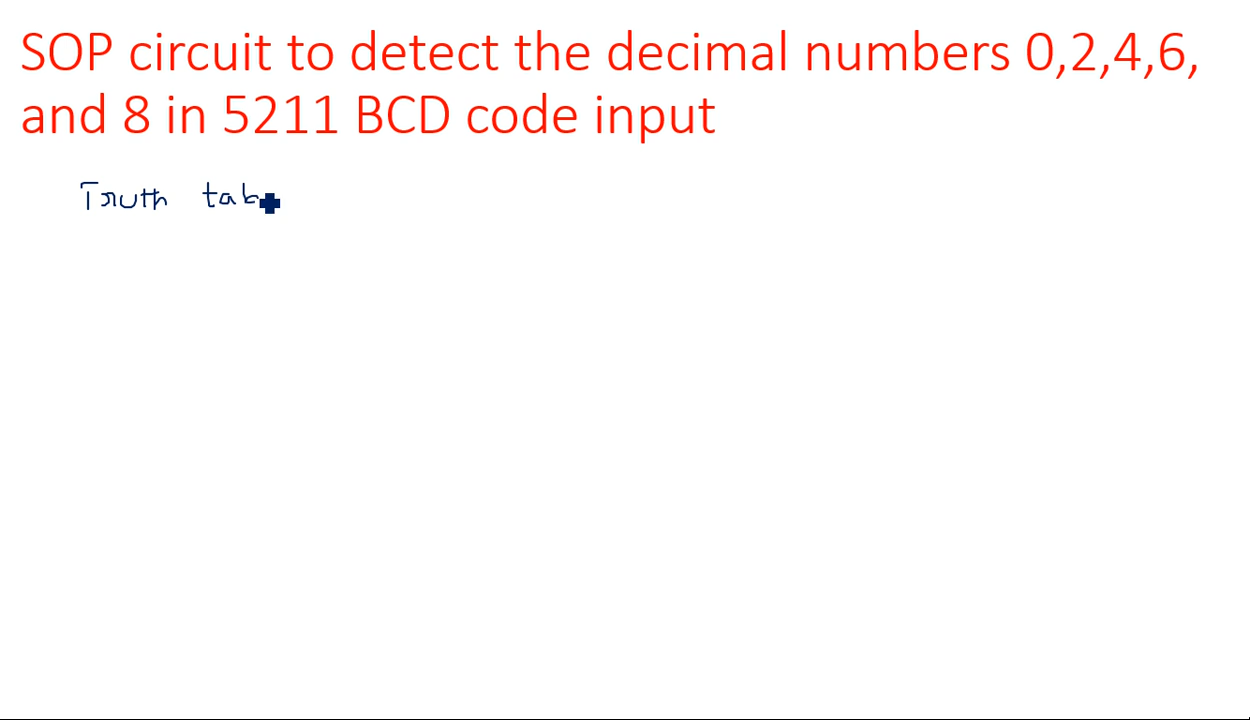 SOP circuit to detect the decimal numbers 0,2,4,6,
and 8 in 5211 BCD code input
Truth tab